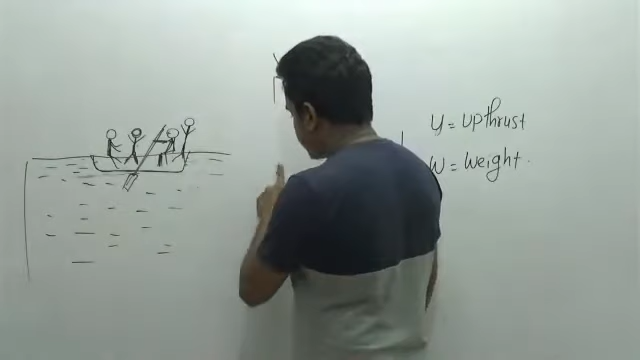 y = upthrust
w = weight.